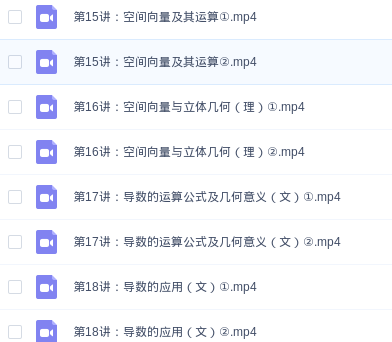 第15讲：空间向量及其运算①.mp4
第15讲：空间向量及其运算②.mp4
第16讲：空间向量与立体几何（理）①.mp4
第16讲：空间向量与立体几何（理）②.mp4
第17讲：导数的运算公式及几何意义（文）①.mp4
第17讲：导数的运算公式及几何意义（文）②.mp4
第18讲：导数的应用（文）①.mp4
第18讲：导数的应用（文）②.mp4